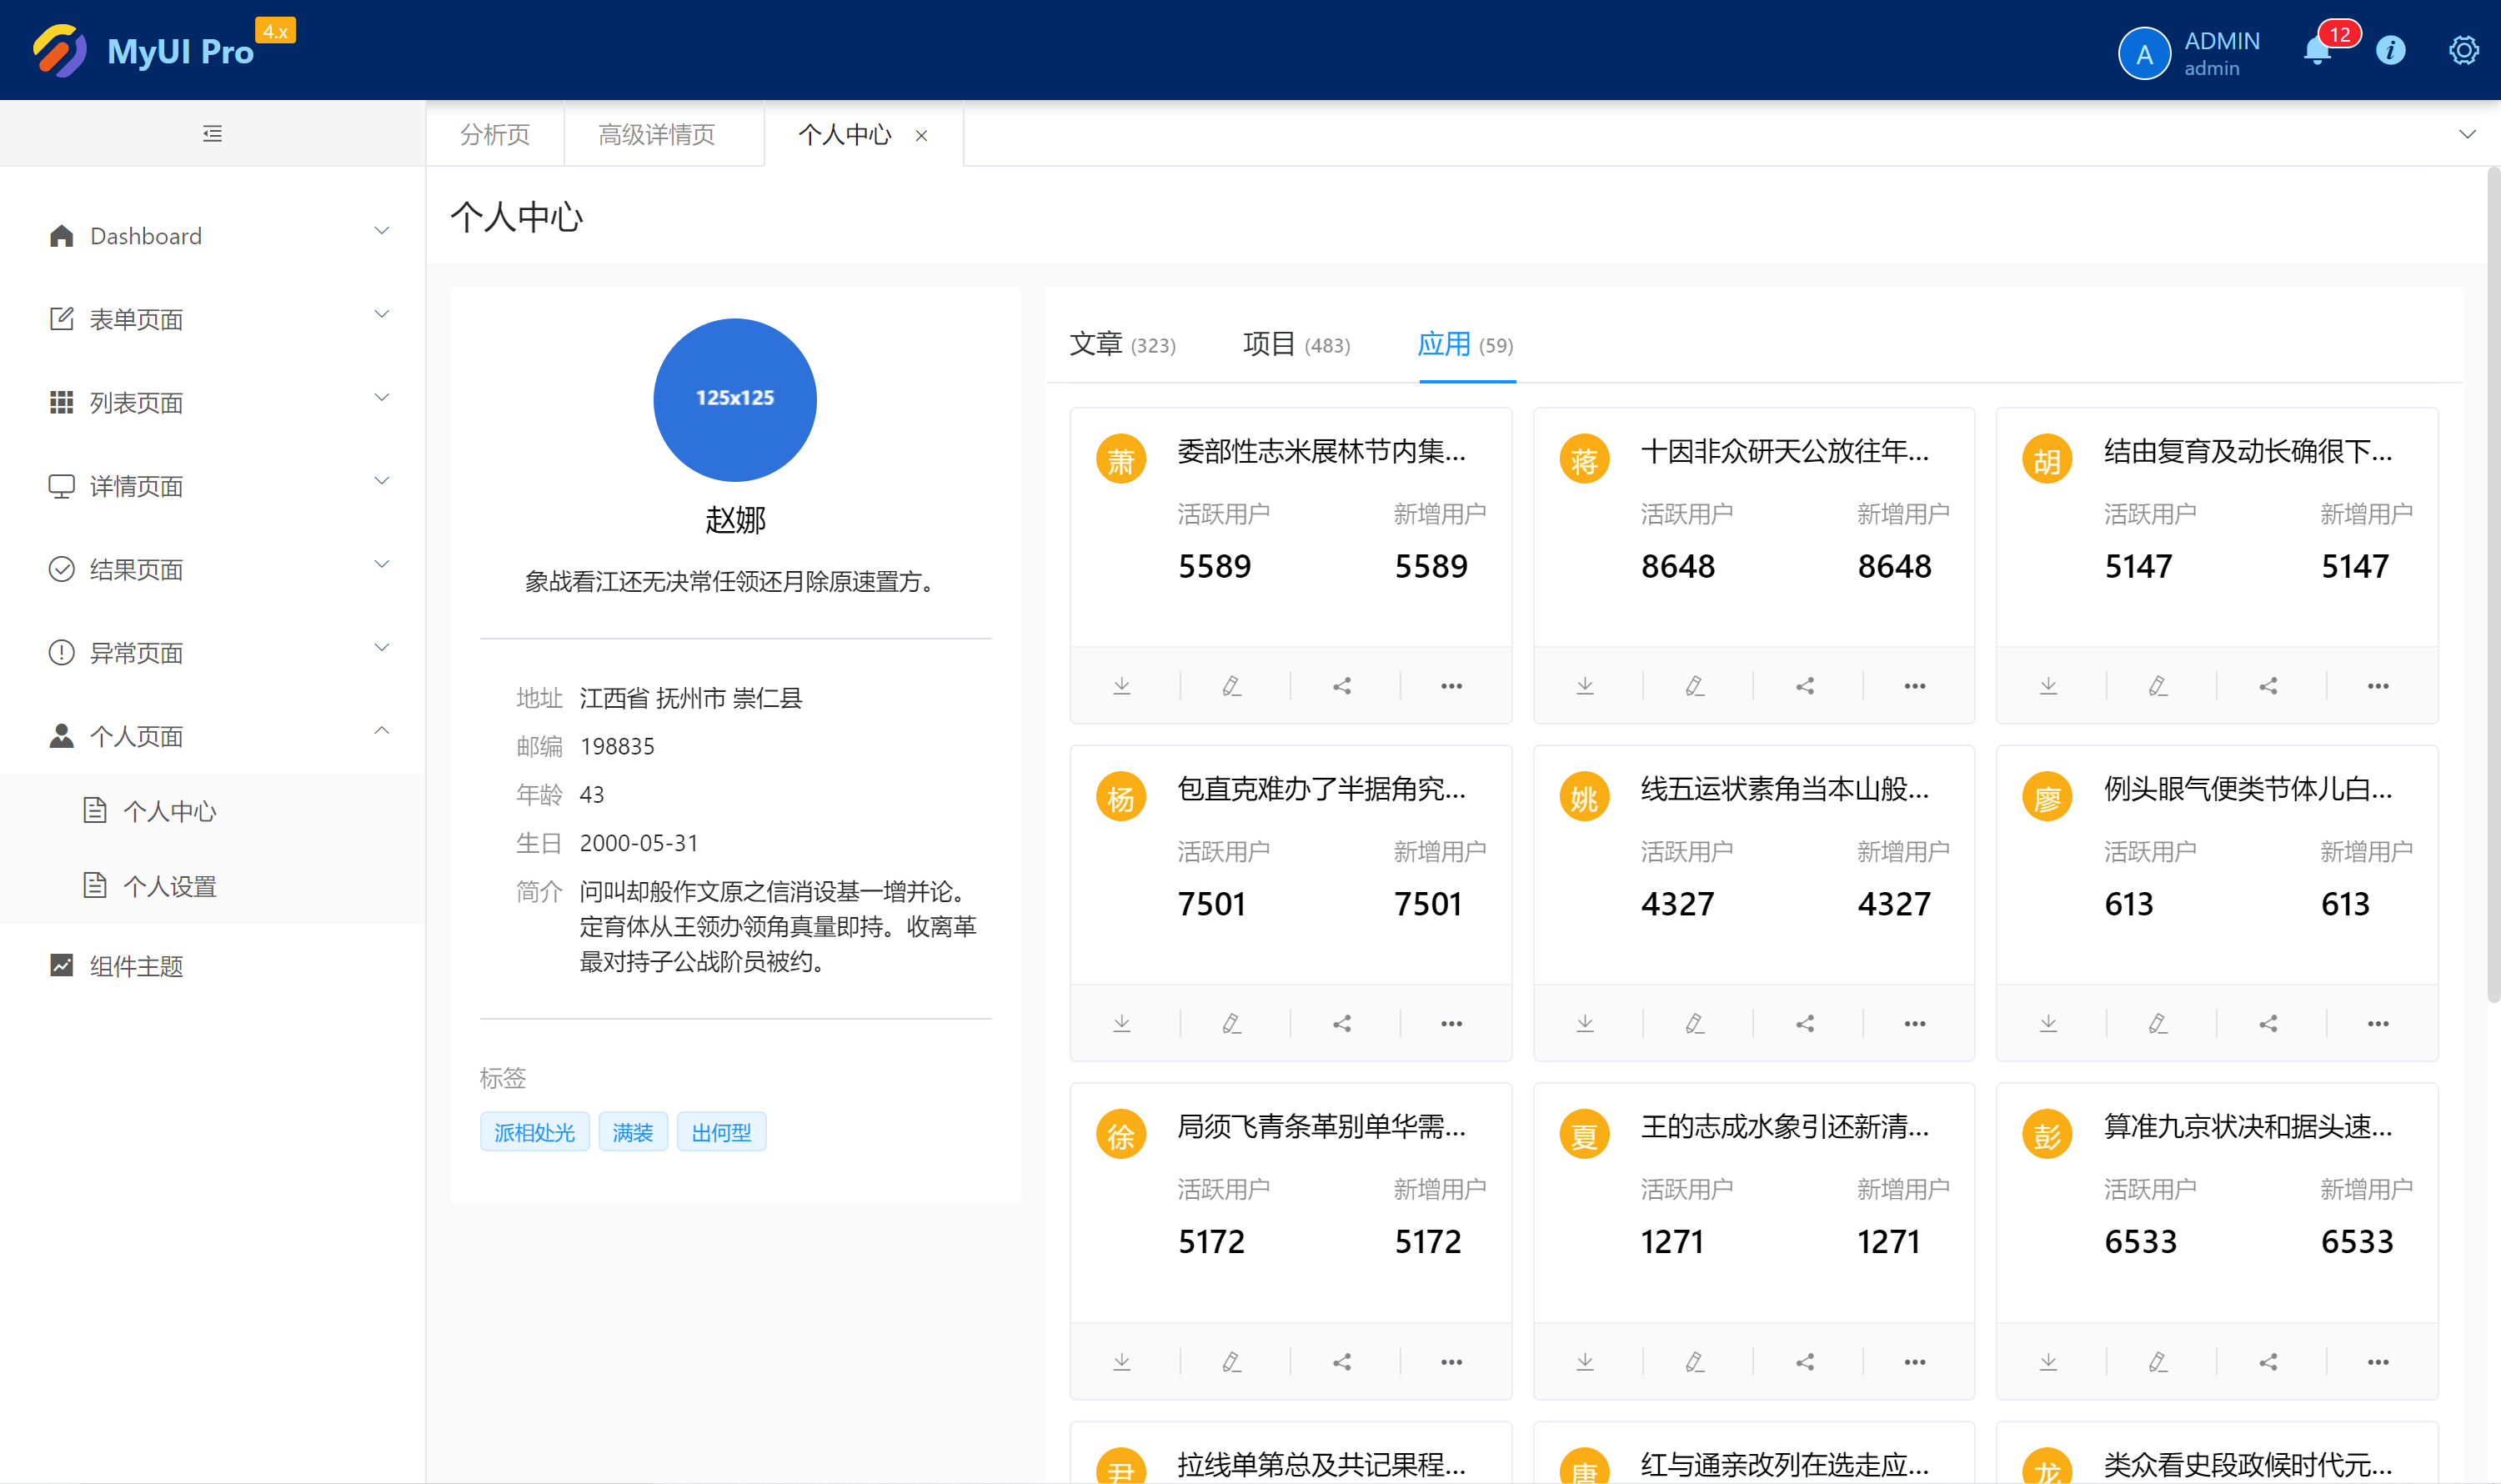 MyUI Pro
4.x
A
ADMIN
admin
12
分析页
高级详情页
个人中心
Dashboard
表单页面
列表页面
详情页面
结果页面
异常页面
个人页面
个人中心
个人设置
组件主题
个人中心
125x125
赵娜
象战看江还无决常任领还月除原速置方。
地址 江西省 抚州市 崇仁县
邮编 198835
年龄 43
生日 2000-05-31
简介 问叫却般作文原之信消设基一增并论。
定育体从王领办领角真量即持。收离革
最对持子公战阶员被约。
标签
派相处光 满装 出何型
文章 (323) 项目 (483) 应用 (59)
萧 委部性志米展林节内集...
活跃用户 新增用户
5589 5589
蒋 十因非众研天公放往年...
活跃用户 新增用户
8648 8648
胡 结由复育及动长确很下...
活跃用户 新增用户
5147 5147
杨 包直克难办了半据角究...
活跃用户 新增用户
7501 7501
姚 线五运状素角当本山般...
活跃用户 新增用户
4327 4327
廖 例头眼气便类节体儿白...
活跃用户 新增用户
613 613
徐 局须飞青条革别单华需...
活跃用户 新增用户
5172 5172
夏 王的志成水象引还新清...
活跃用户 新增用户
1271 1271
彭 算准九京状决和据头速...
活跃用户 新增用户
6533 6533
尹 拉线单第总及共记果程...
唐 红与通亲改列在选走应...
龙 类众看史段政候时代元...